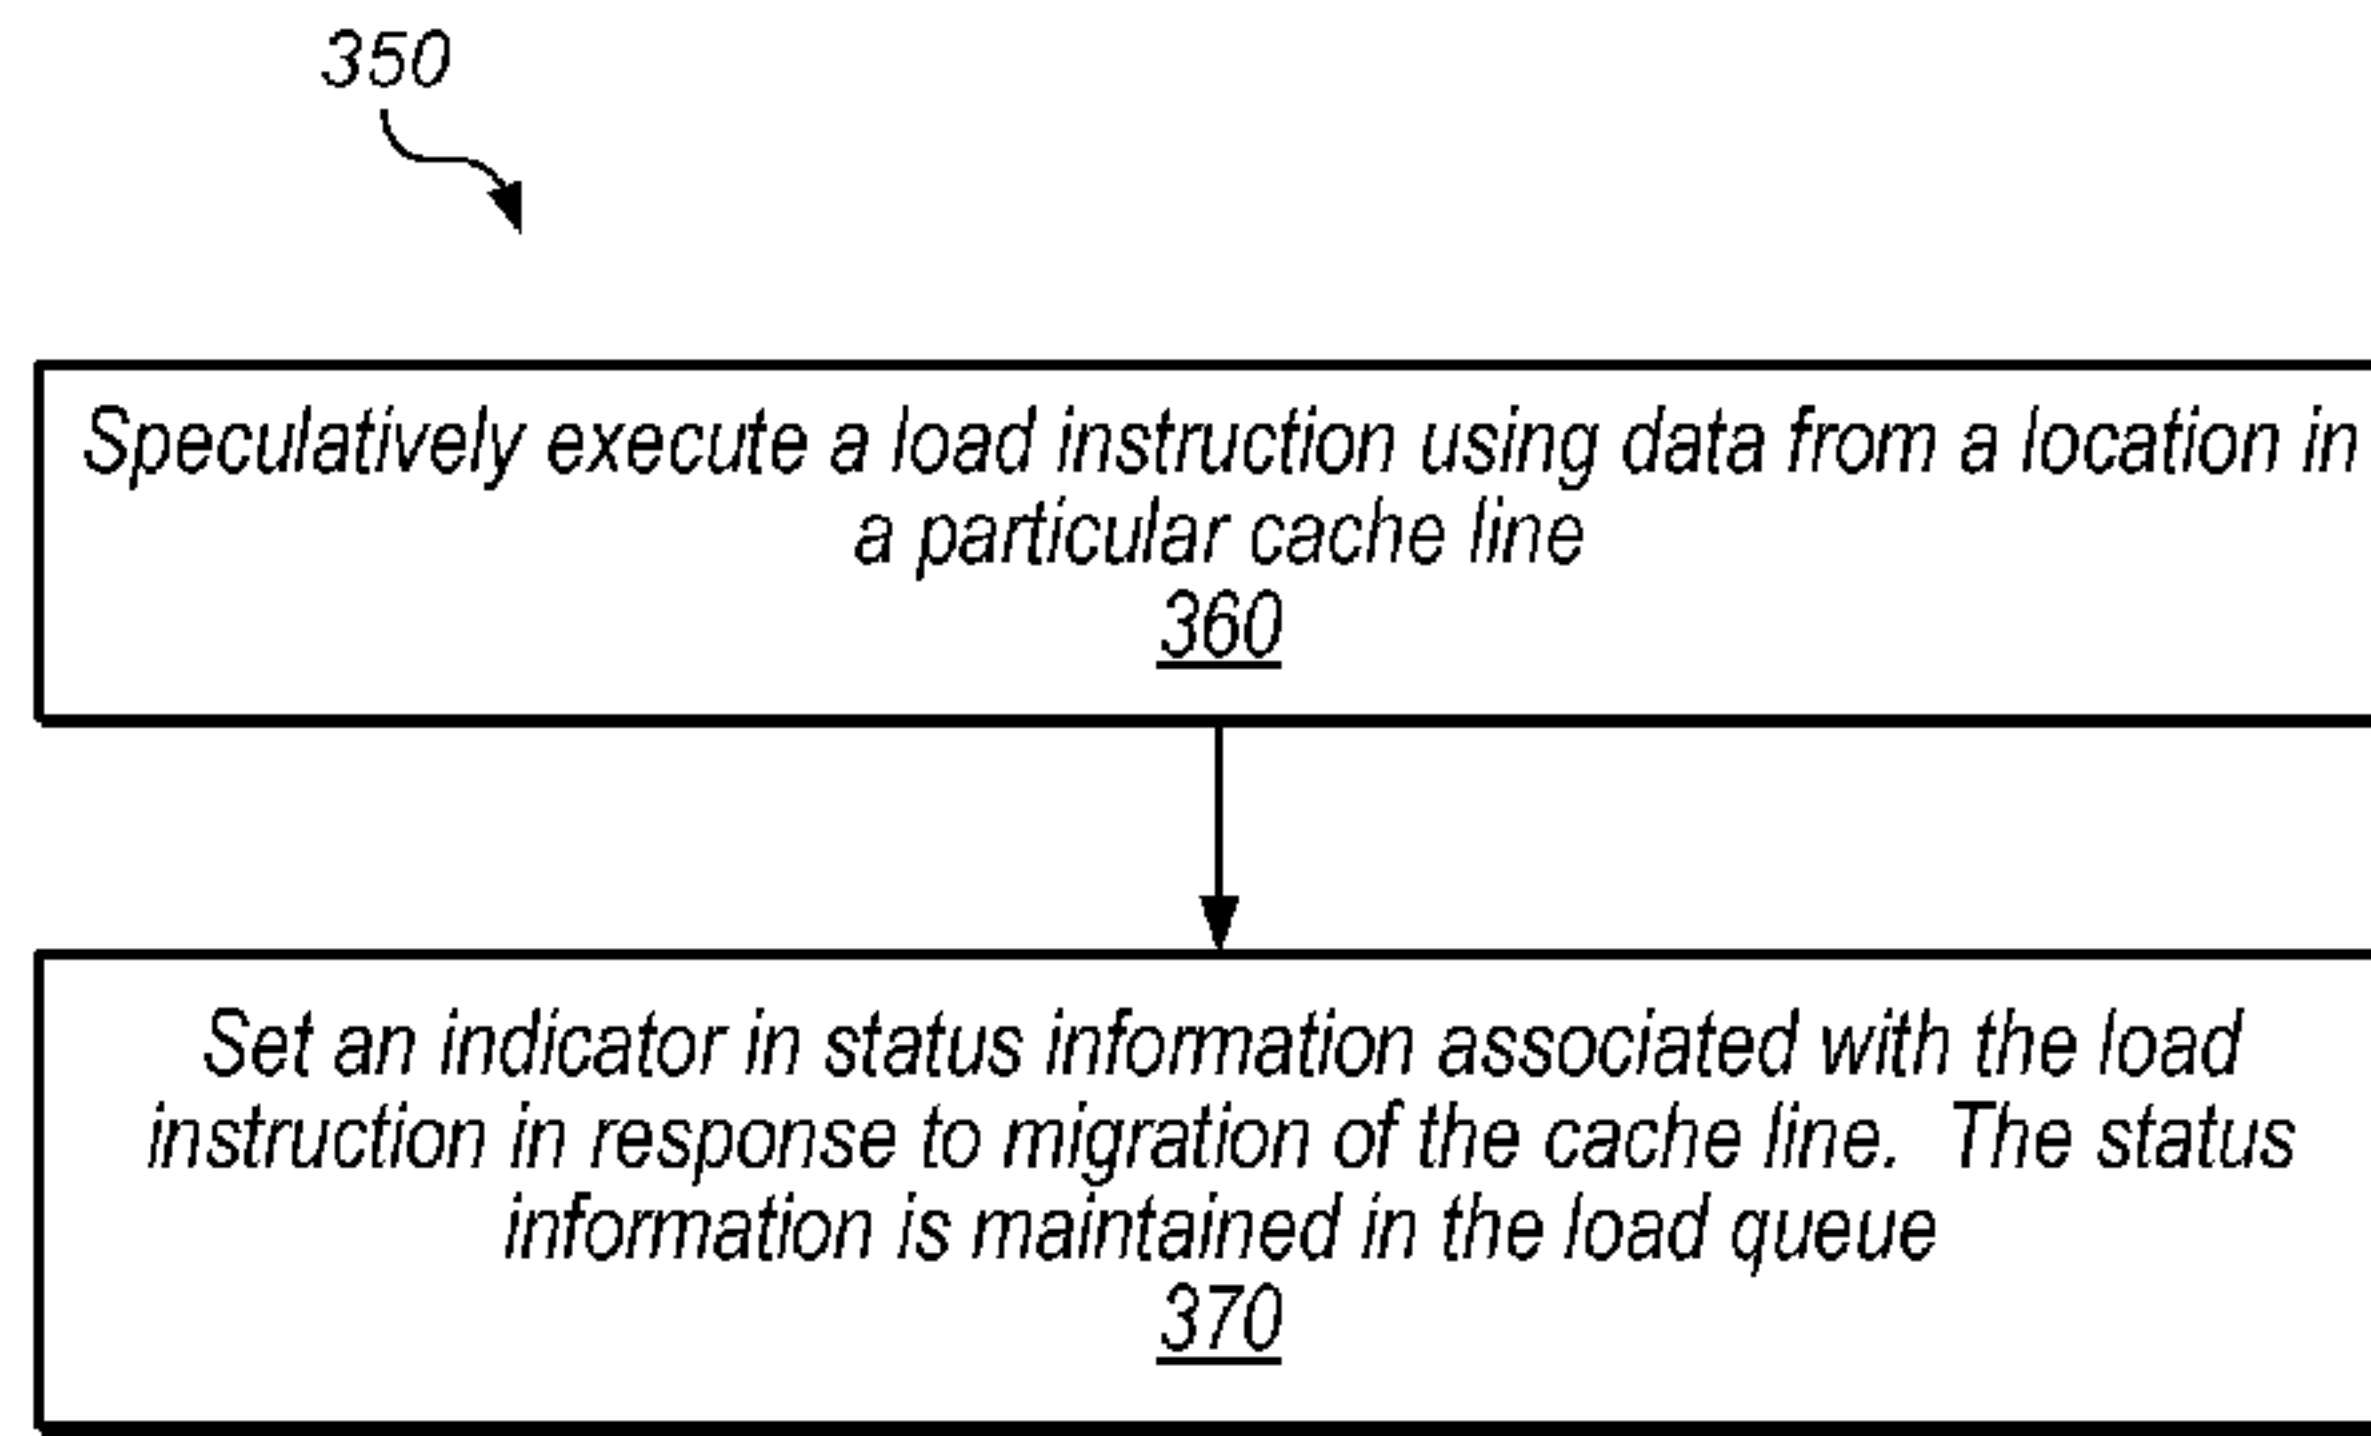 350
Speculatively execute a load instruction using data from a location in
a particular cache line
360
Set an indicator in status information associated with the load
instruction in response to migration of the cache line.  The status
information is maintained in the load queue
370